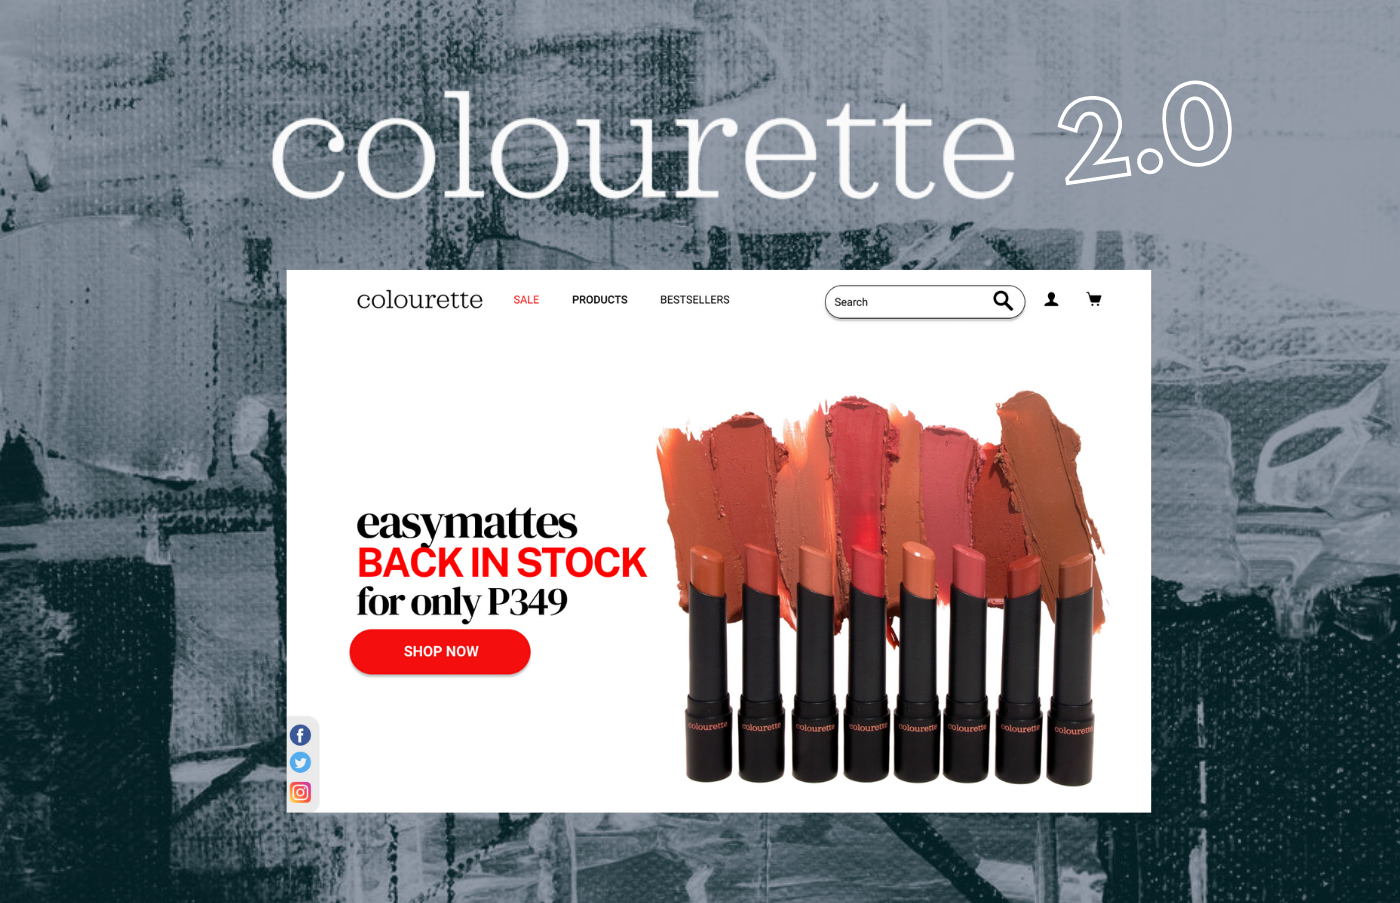 colourette 2.0
colourette SALE PRODUCTS BESTSELLERS Search
easymattes
BACK IN STOCK
for only P349
SHOP NOW
colourette colourette colourette colourette colourette colourette colourette colourette